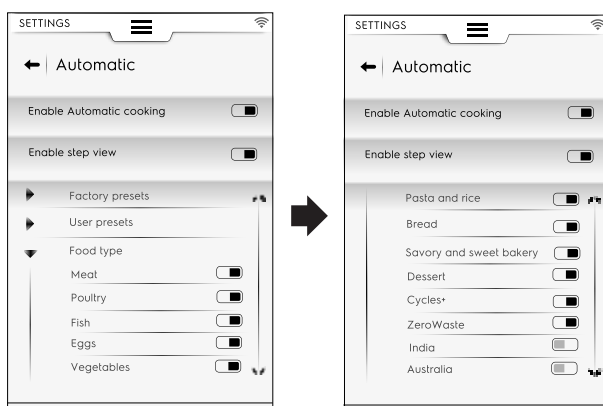 SETTINGS
Automatic
Enable Automatic cooking
Enable step view
Factory presets
User presets
Food type
Meat
Poultry
Fish
Eggs
Vegetables
SETTINGS
Automatic
Enable Automatic cooking
Enable step view
Pasta and rice
Bread
Savory and sweet bakery
Dessert
Cycles+
ZeroWaste
India
Australia